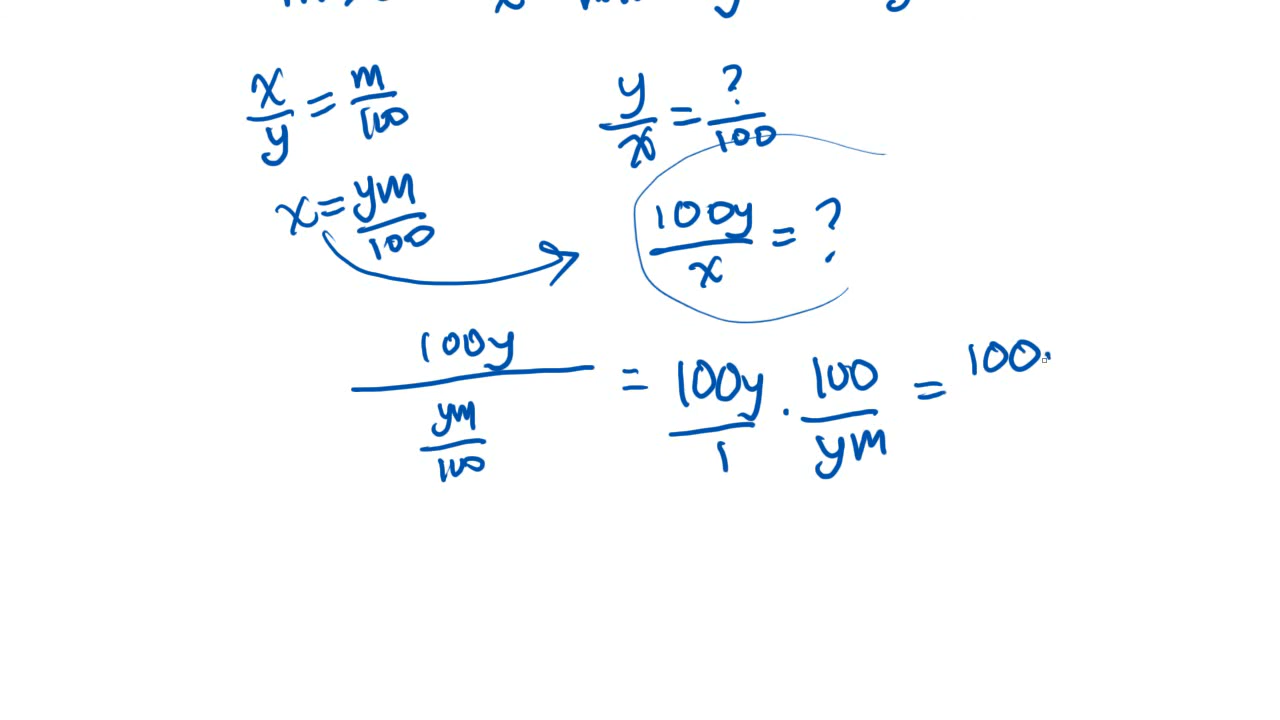 x/y = m/100    y/x = ?/100
x = ym/100    100y/x = ?
100y/(ym/100) = 100y/1 · 100/ym = 100·